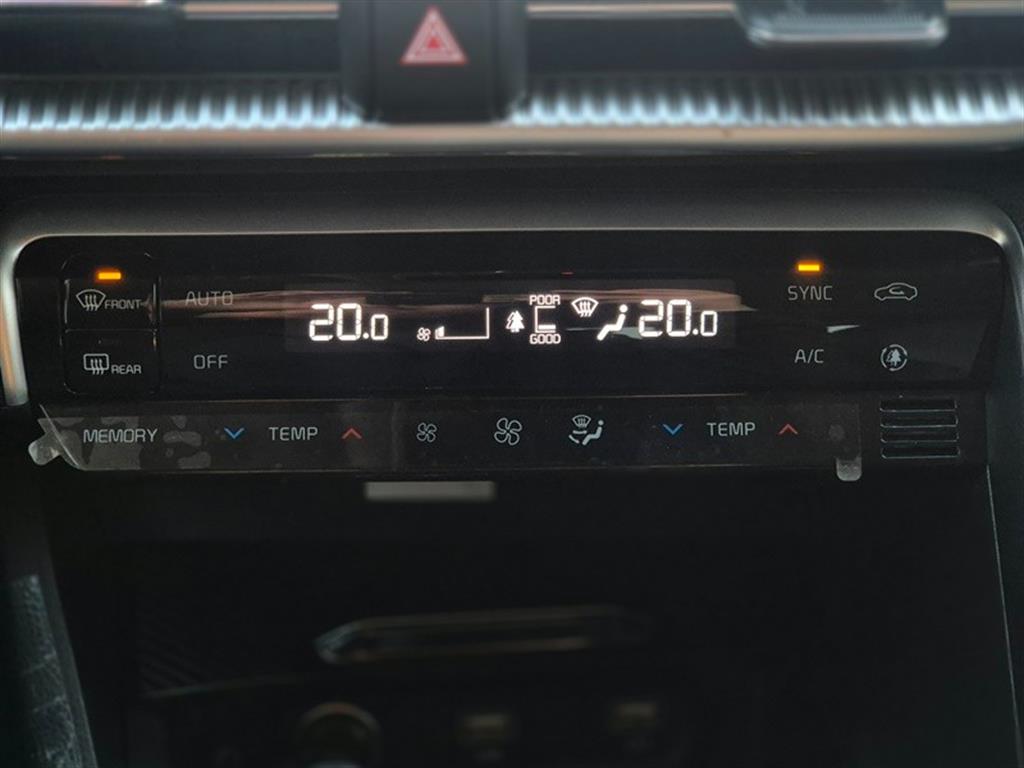 FRONT
AUTO
20.0
POOR
GOOD
20.0
SYNC
REAR
OFF
A/C
MEMORY
TEMP
TEMP